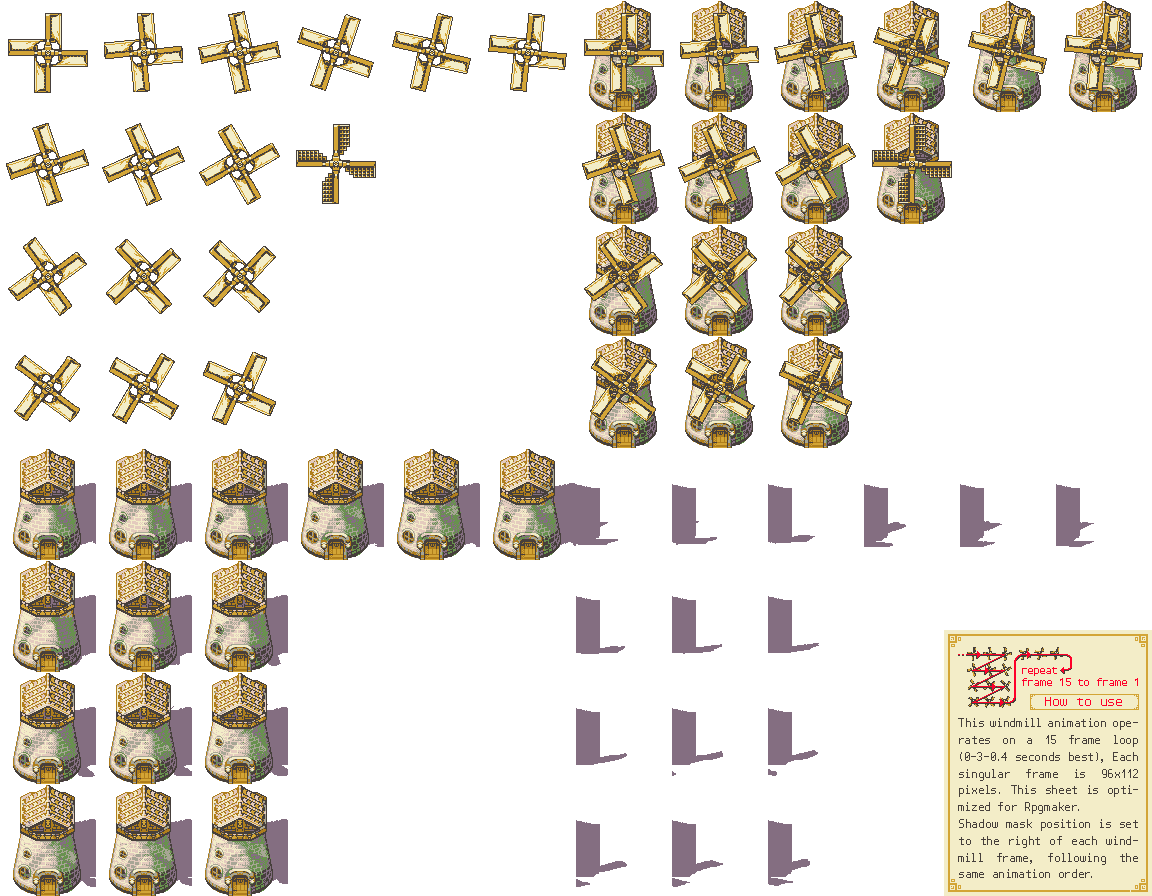 repeat
frame 15 to frame 1
How to use
This windmill animation ope-
rates on a 15 frame loop
(0-3-0.4 seconds best), Each
singular frame is 96x112
pixels. This sheet is opti-
mized for Rpgmaker.
Shadow mask position is set
to the right of each wind-
mill frame, following the
same animation order.